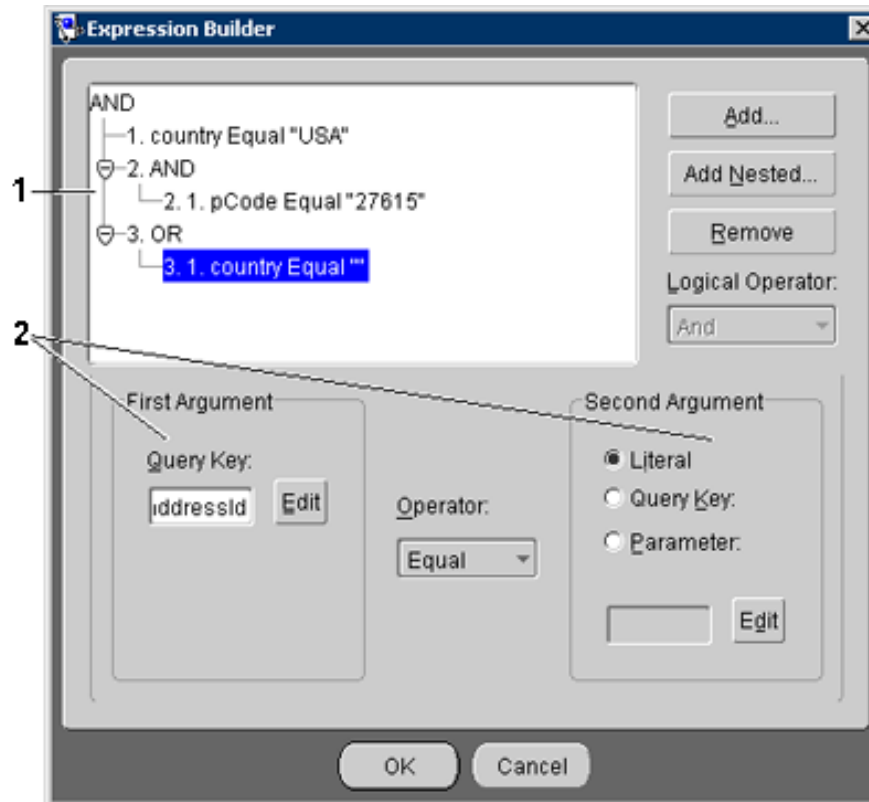 Expression Builder
AND
1. country Equal "USA"
2. AND
2. 1. pCode Equal "27615"
3. OR
3. 1. country Equal ""
Add...
Add Nested...
Remove
Logical Operator:
And
1
2
First Argument
Query Key:
ddressId
Edit
Operator:
Equal
Second Argument
Literal
Query Key:
Parameter:
Edit
OK
Cancel